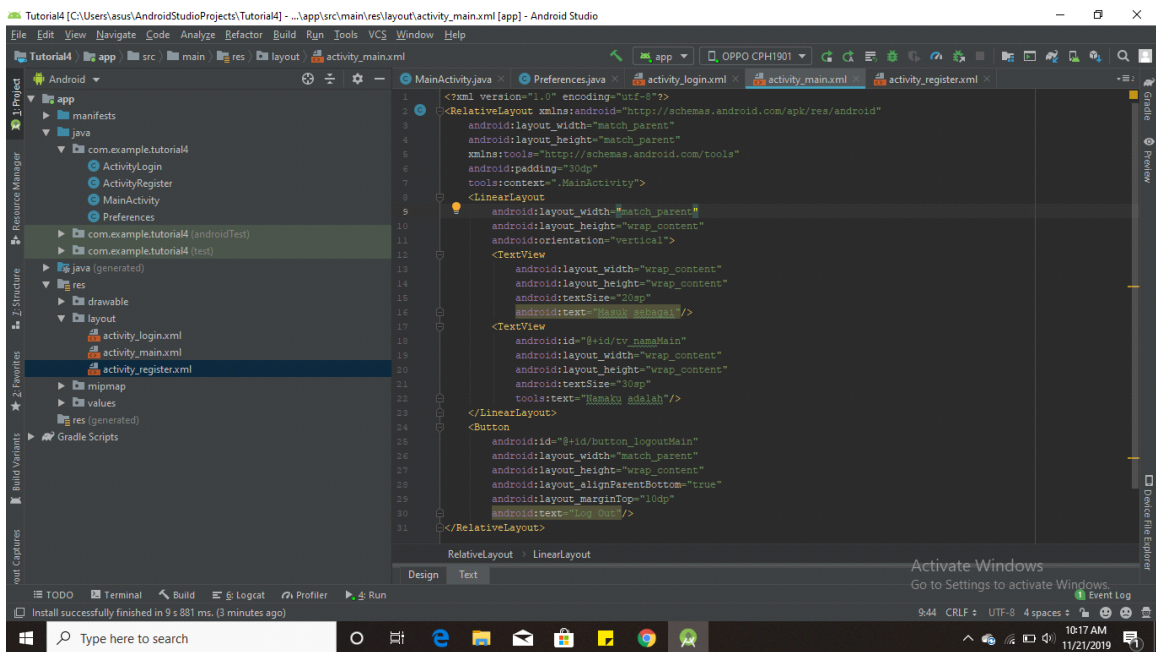 Tutorial4 [C:\Users\asus\AndroidStudioProjects\Tutorial4] - ...\app\src\main\res\layout\activity_main.xml [app] - Android Studio
File Edit View Navigate Code Analyze Refactor Build Run Tools VCS Window Help
Tutorial4 app src main res layout activity_main.xml
app OPPO CPH1901
Android
MainActivity.java Preferences.java activity_login.xml activity_main.xml activity_register.xml
1: Project
Resource Manager
Z: Structure
2: Favorites
Build Variants
out Captures
app
manifests
java
com.example.tutorial4
ActivityLogin
ActivityRegister
MainActivity
Preferences
com.example.tutorial4 (androidTest)
com.example.tutorial4 (test)
java (generated)
res
drawable
layout
activity_login.xml
activity_main.xml
activity_register.xml
mipmap
values
res (generated)
Gradle Scripts
1 <?xml version="1.0" encoding="utf-8"?>
2 <RelativeLayout xmlns:android="http://schemas.android.com/apk/res/android"
3 android:layout_width="match_parent"
4 android:layout_height="match_parent"
5 xmlns:tools="http://schemas.android.com/tools"
6 android:padding="30dp"
7 tools:context=".MainActivity">
8 <LinearLayout
9 android:layout_width="match_parent"
10 android:layout_height="wrap_content"
11 android:orientation="vertical">
12 <TextView
13 android:layout_width="wrap_content"
14 android:layout_height="wrap_content"
15 android:textSize="20sp"
16 android:text="Masuk sebagai"/>
17 <TextView
18 android:id="@+id/tv_namaMain"
19 android:layout_width="wrap_content"
20 android:layout_height="wrap_content"
21 android:textSize="30sp"
22 tools:text="Namaku adalah"/>
23 </LinearLayout>
24 <Button
25 android:id="@+id/button_logoutMain"
26 android:layout_width="match_parent"
27 android:layout_height="wrap_content"
28 android:layout_alignParentBottom="true"
29 android:layout_marginTop="10dp"
30 android:text="Log Out"/>
31 </RelativeLayout>
RelativeLayout LinearLayout
Design Text
Gradle
Preview
Device File Explorer
Activate Windows
Go to Settings to activate Windows.
TODO Terminal Build 6: Logcat Profiler 4: Run 1 Event Log
Install successfully finished in 9 s 881 ms. (3 minutes ago) 9:44 CRLF UTF-8 4 spaces
Type here to search
10:17 AM
11/21/2019
1